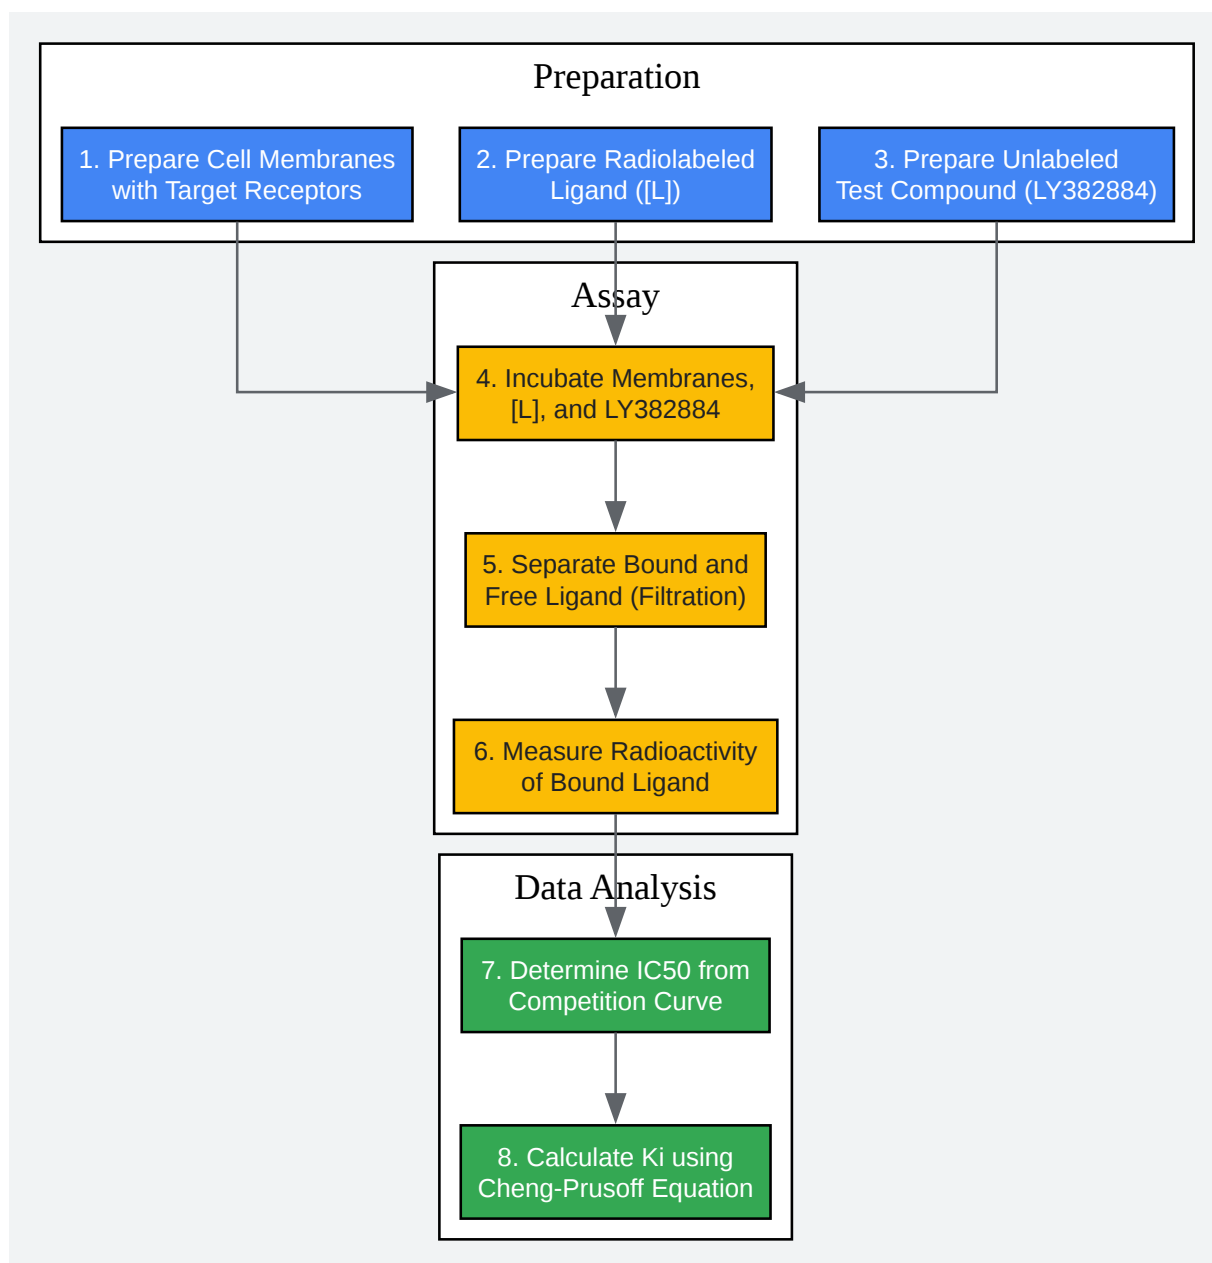 Preparation
1. Prepare Cell Membranes
with Target Receptors
2. Prepare Radiolabeled
Ligand ([L])
3. Prepare Unlabeled
Test Compound (LY382884)
Assay
4. Incubate Membranes,
[L], and LY382884
5. Separate Bound and
Free Ligand (Filtration)
6. Measure Radioactivity
of Bound Ligand
Data Analysis
7. Determine IC50 from
Competition Curve
8. Calculate Ki using
Cheng-Prusoff Equation